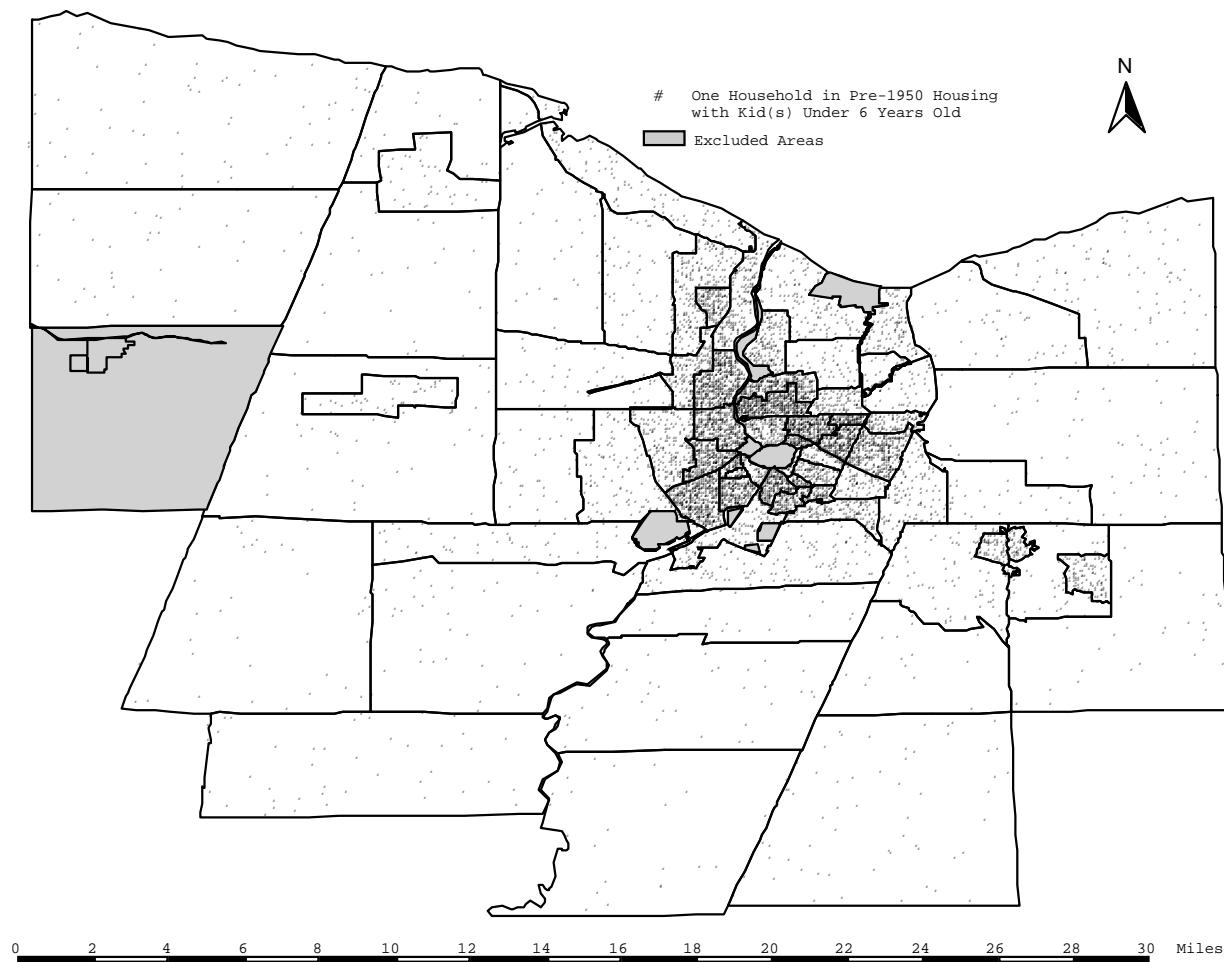 N
# One Household in Pre-1950 Housing
with Kid(s) Under 6 Years Old
Excluded Areas
0 2 4 6 8 10 12 14 16 18 20 22 24 26 28 30 Miles